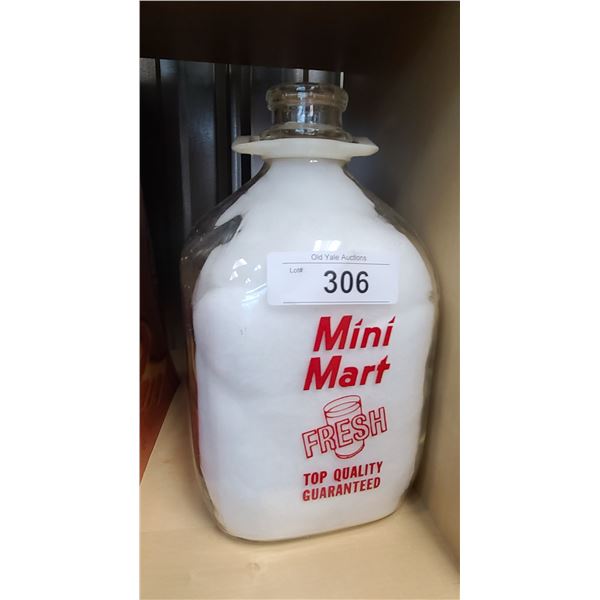 Old Yale Auctions
Lot#:
306
Mini
Mart
FRESH
TOP QUALITY
GUARANTEED